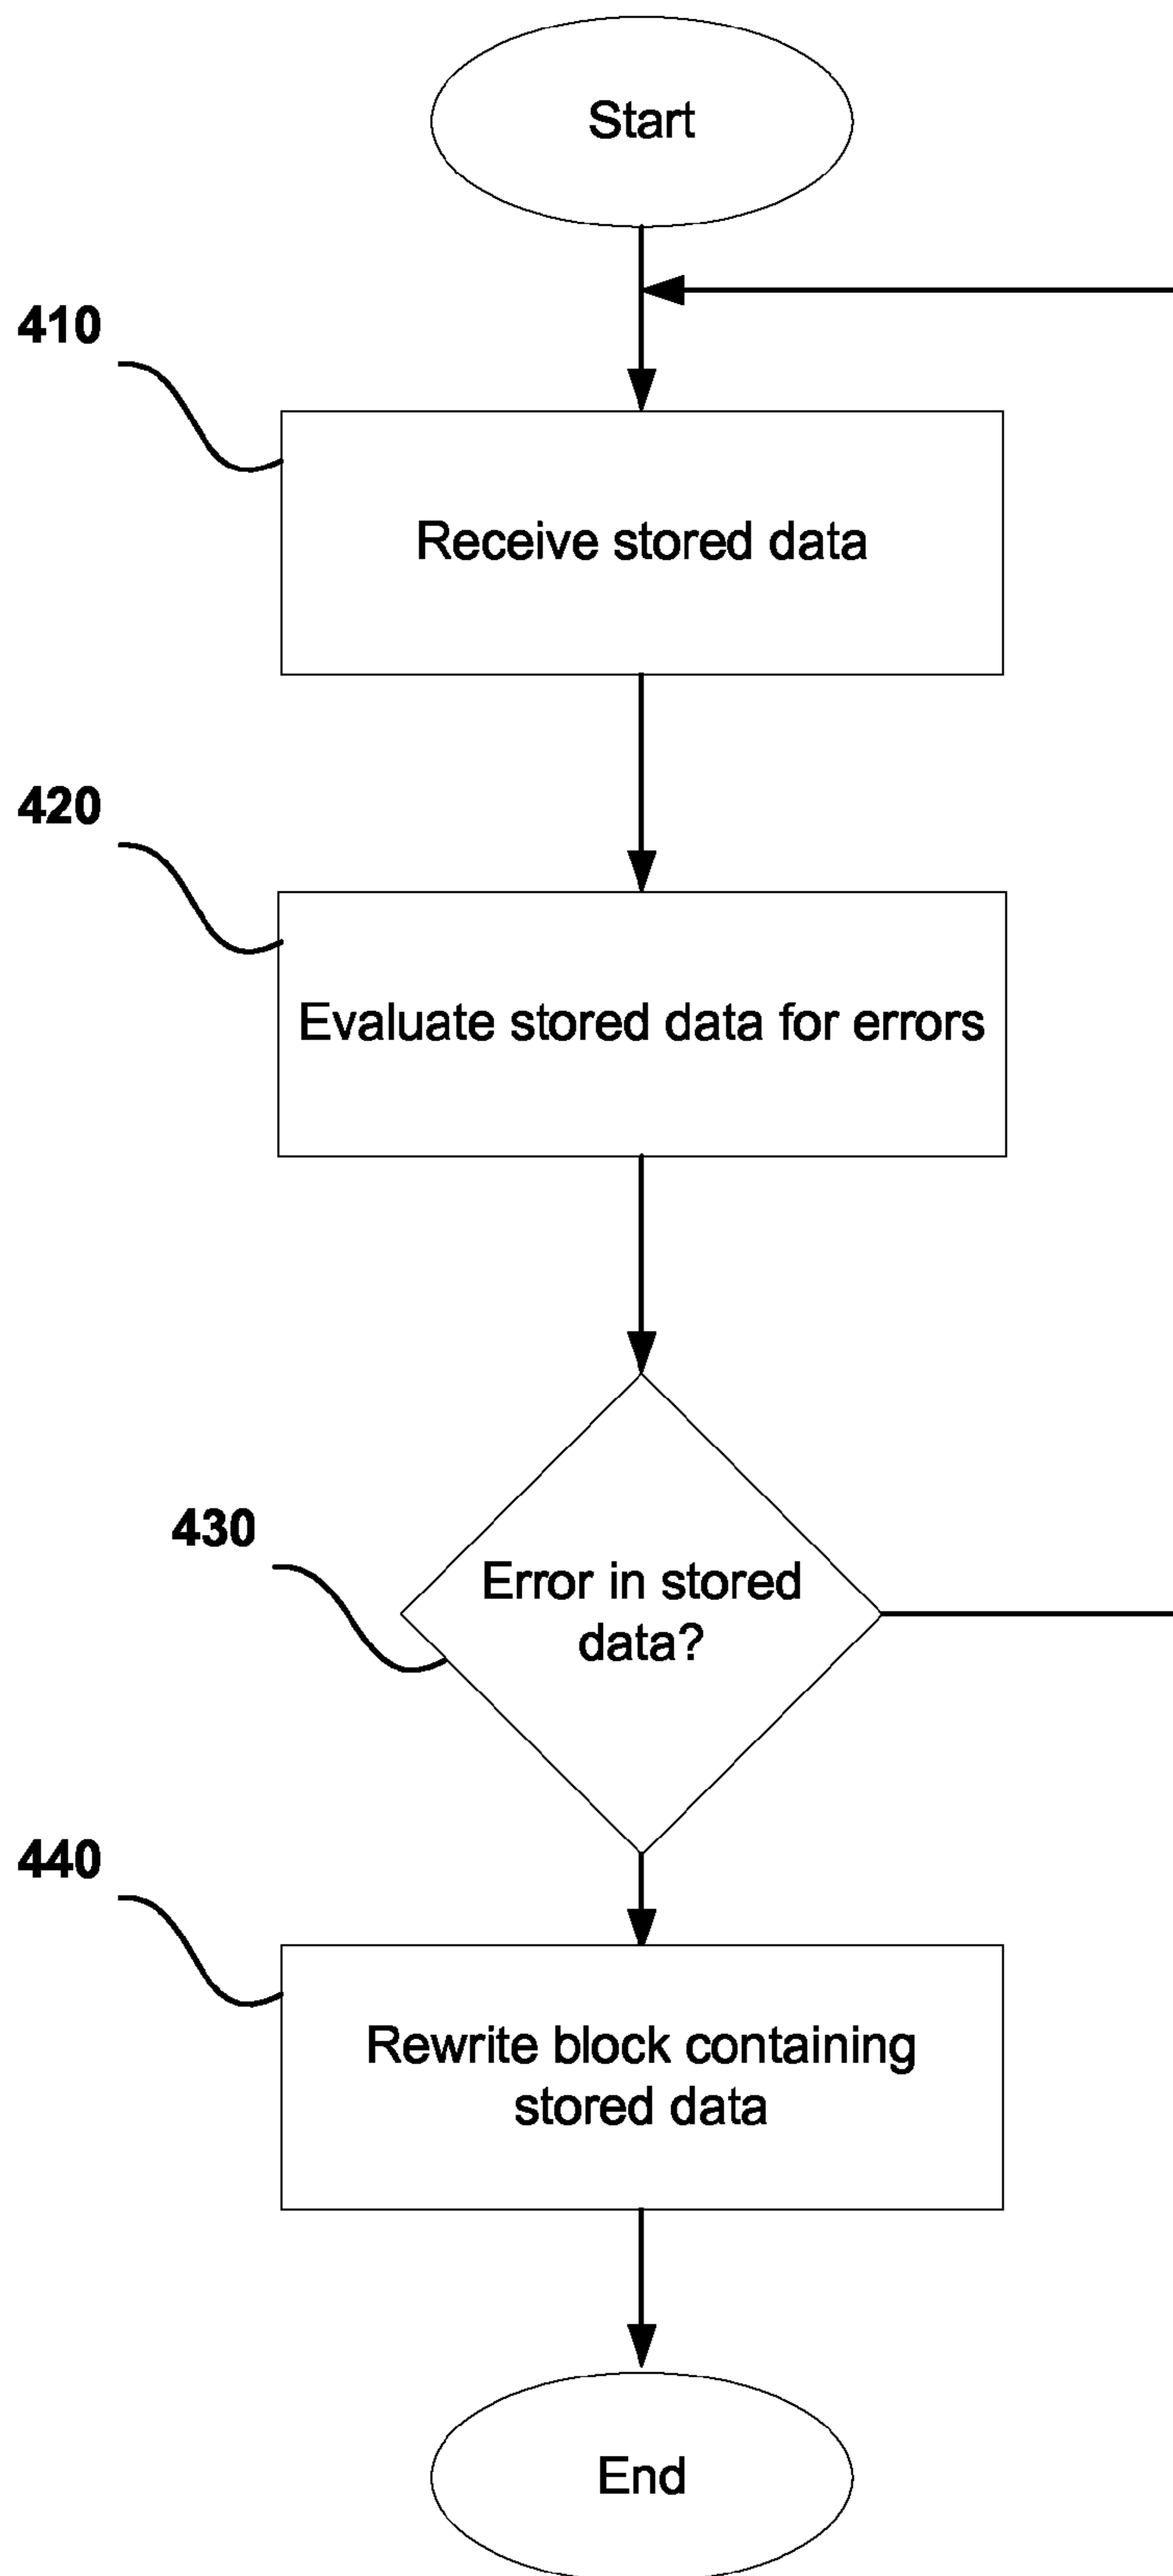 Start
410
Receive stored data
420
Evaluate stored data for errors
430
Error in stored
data?
440
Rewrite block containing
stored data
End